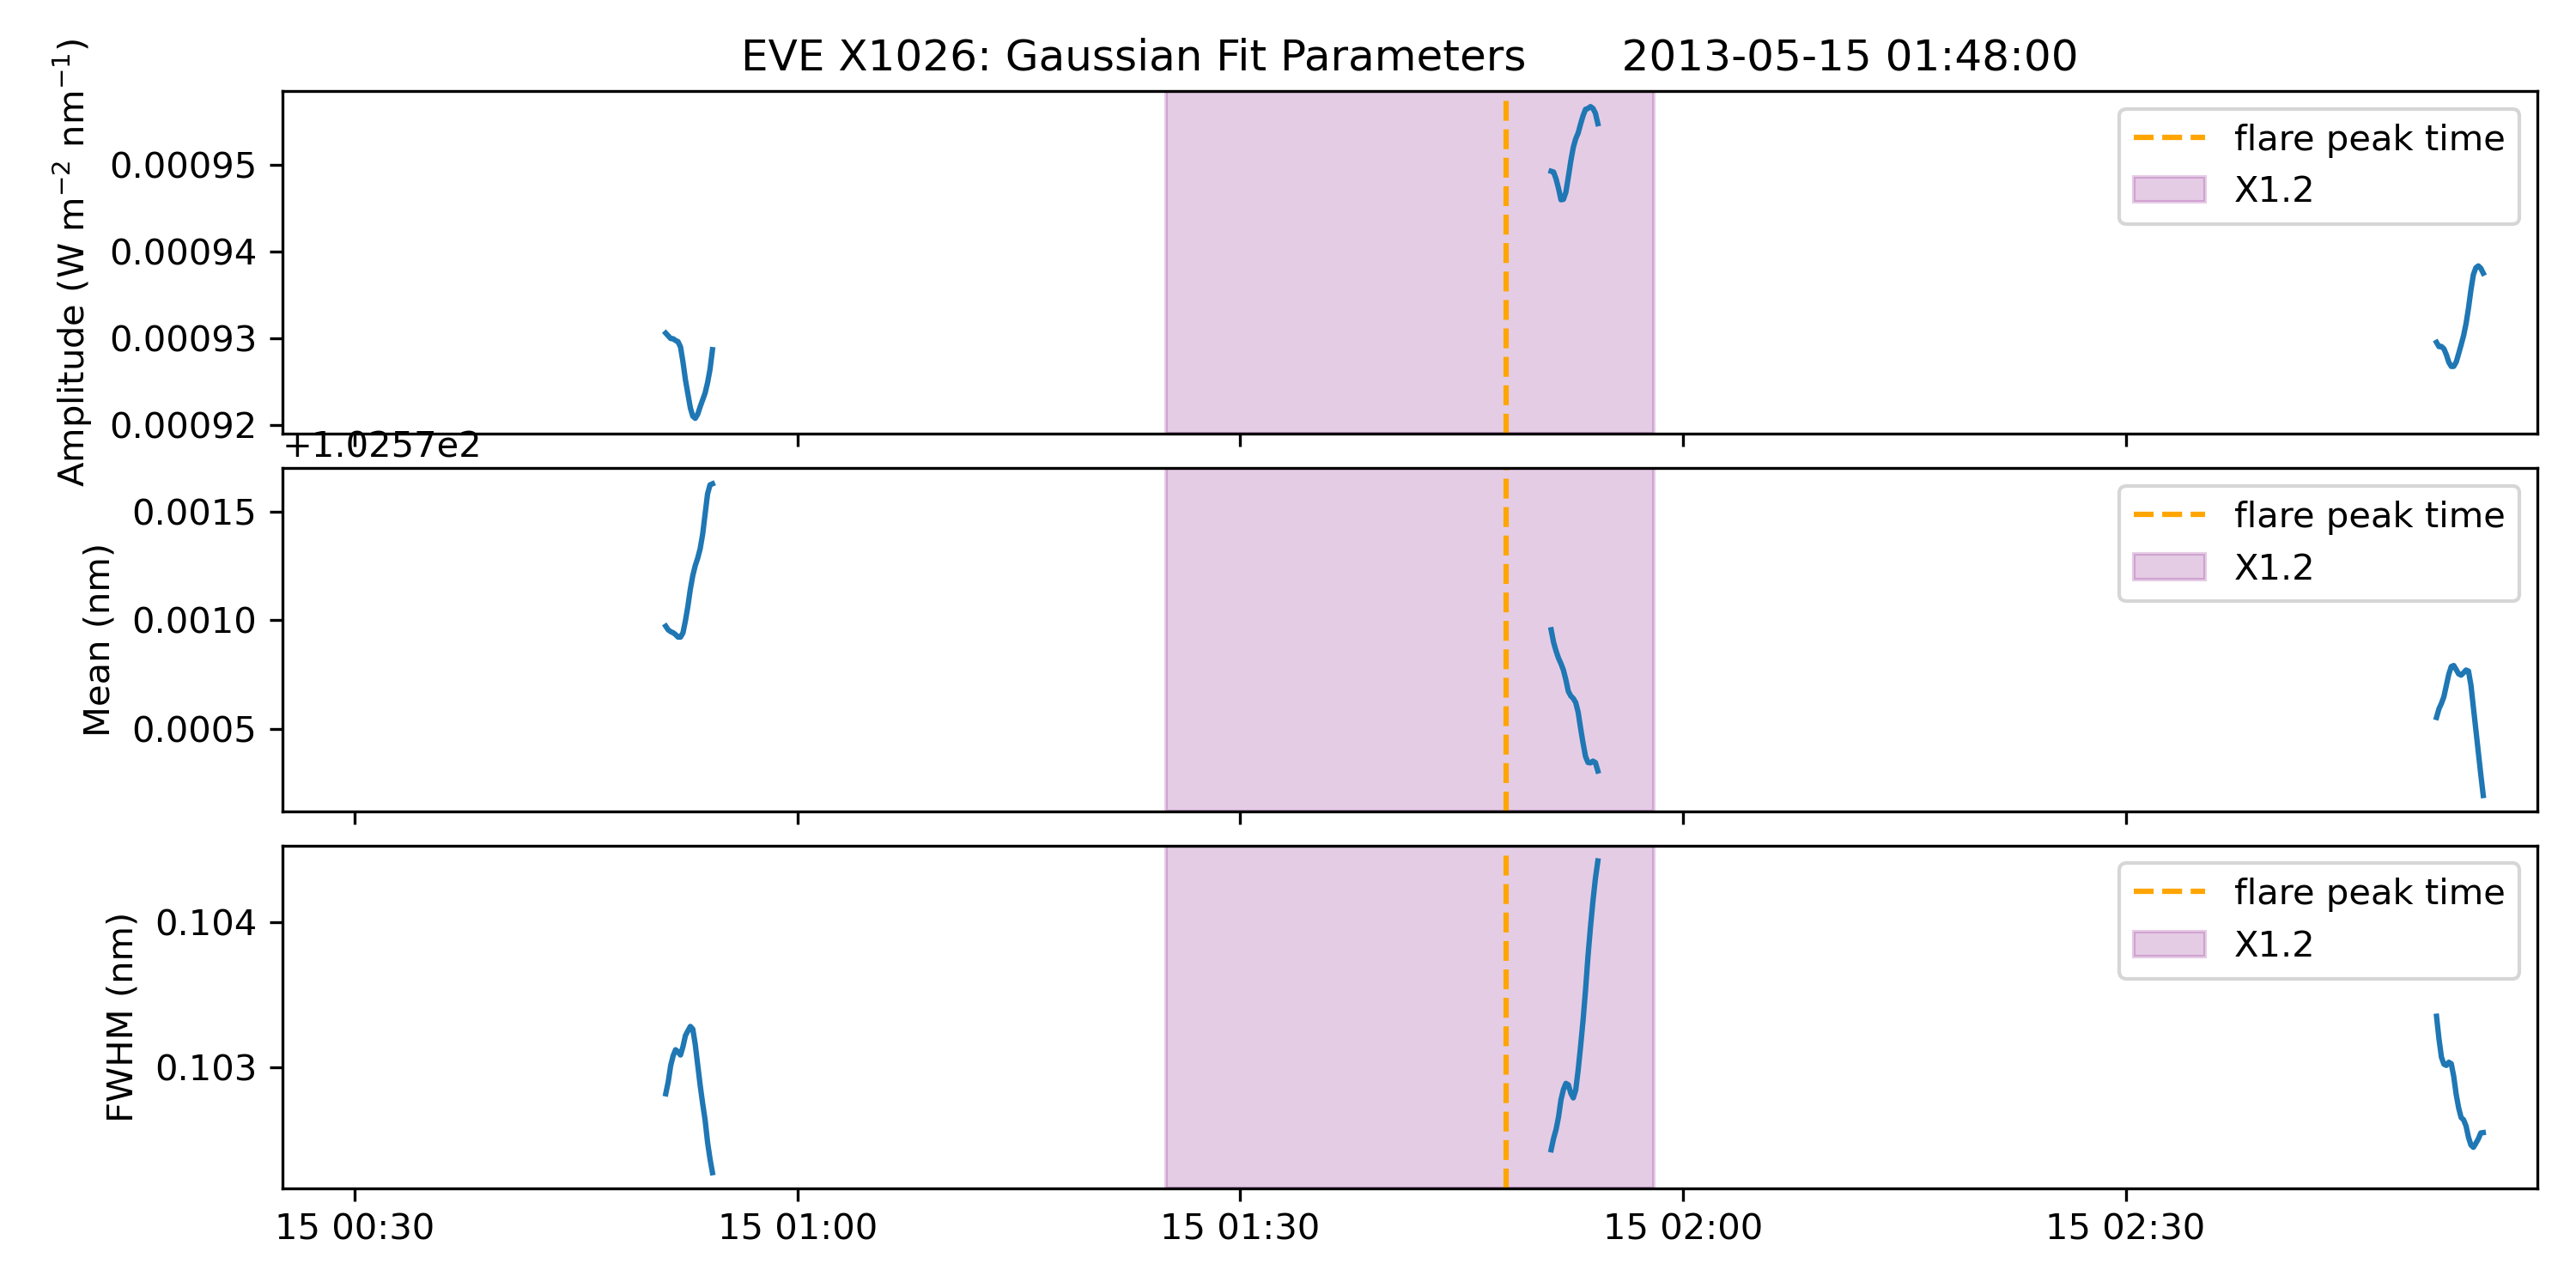 EVE X1026: Gaussian Fit Parameters 2013-05-15 01:48:00
Amplitude (W m⁻² nm⁻¹)
0.00095
0.00094
0.00093
0.00092
flare peak time
X1.2
+1.0257e2
Mean (nm)
0.0015
0.0010
0.0005
flare peak time
X1.2
FWHM (nm)
0.104
0.103
flare peak time
X1.2
15 00:30
15 01:00
15 01:30
15 02:00
15 02:30